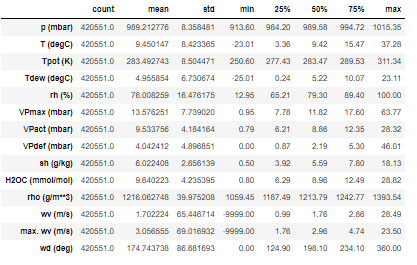 count mean std min 25% 50% 75% max
p (mbar) 420551.0 989.212776 8.358481 913.60 984.20 989.58 994.72 1015.35
T (degC) 420551.0 9.450147 8.423365 -23.01 3.36 9.42 15.47 37.28
Tpot (K) 420551.0 283.492743 8.504471 250.60 277.43 283.47 289.53 311.34
Tdew (degC) 420551.0 4.955854 6.730674 -25.01 0.24 5.22 10.07 23.11
rh (%) 420551.0 76.008259 16.476175 12.95 65.21 79.30 89.40 100.00
VPmax (mbar) 420551.0 13.576251 7.739020 0.95 7.78 11.82 17.60 63.77
VPact (mbar) 420551.0 9.533756 4.184164 0.79 6.21 8.86 12.35 28.32
VPdef (mbar) 420551.0 4.042412 4.896851 0.00 0.87 2.19 5.30 46.01
sh (g/kg) 420551.0 6.022408 2.656139 0.50 3.92 5.59 7.80 18.13
H2OC (mmol/mol) 420551.0 9.640223 4.235395 0.80 6.29 8.96 12.49 28.82
rho (g/m**3) 420551.0 1216.062748 39.975208 1059.45 1187.49 1213.79 1242.77 1393.54
wv (m/s) 420551.0 1.702224 65.446714 -9999.00 0.99 1.76 2.86 28.49
max. wv (m/s) 420551.0 3.056555 69.016932 -9999.00 1.76 2.96 4.74 23.50
wd (deg) 420551.0 174.743738 86.681693 0.00 124.90 198.10 234.10 360.00